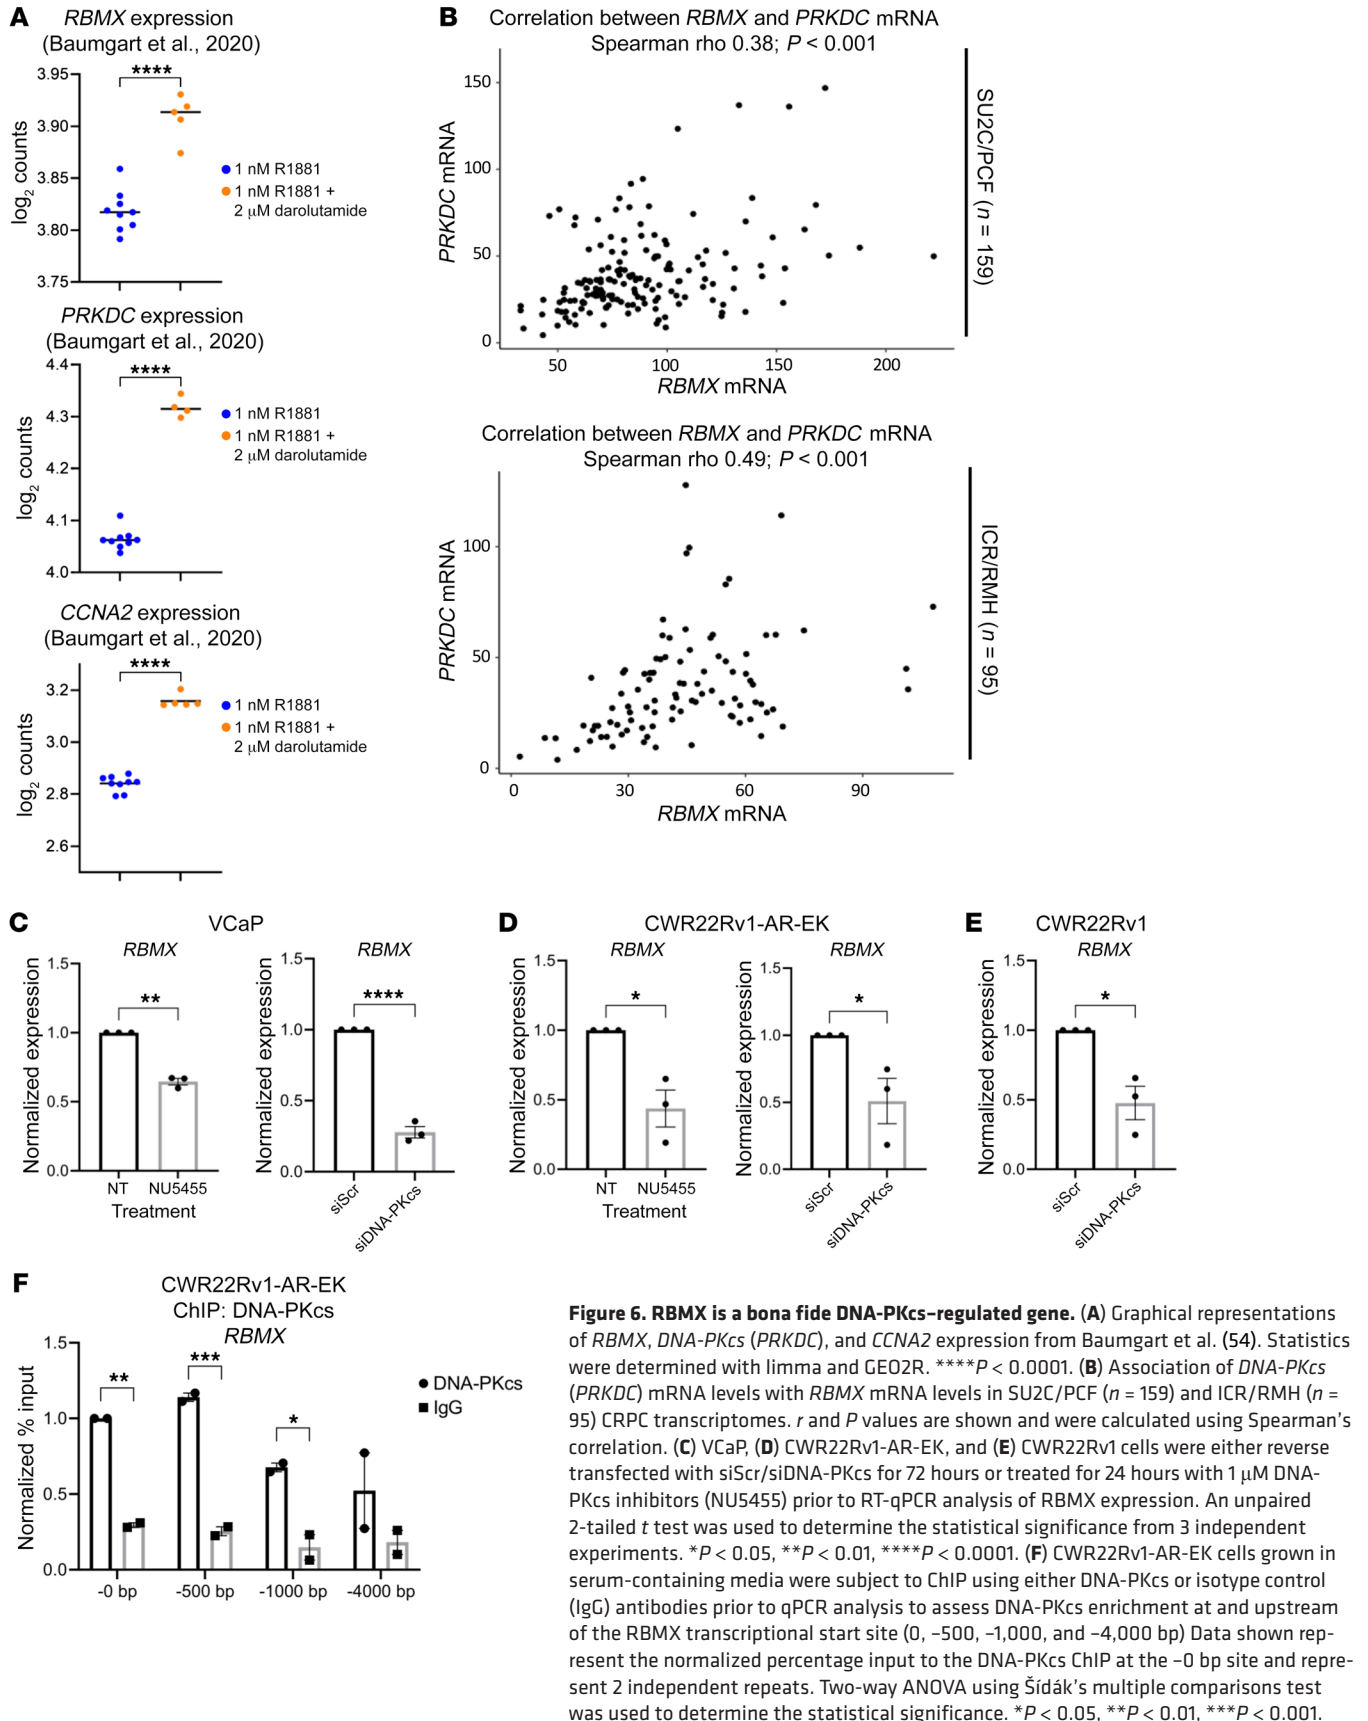 A
RBMX expression
(Baumgart et al., 2020)
****
3.95
3.90
3.85
3.80
3.75
log2 counts
1 nM R1881
1 nM R1881 +
2 μM darolutamide
PRKDC expression
(Baumgart et al., 2020)
****
4.4
4.3
4.2
4.1
4.0
log2 counts
1 nM R1881
1 nM R1881 +
2 μM darolutamide
CCNA2 expression
(Baumgart et al., 2020)
****
3.2
3.0
2.8
2.6
log2 counts
1 nM R1881
1 nM R1881 +
2 μM darolutamide
B
Correlation between RBMX and PRKDC mRNA
Spearman rho 0.38; P < 0.001
150
100
50
0
PRKDC mRNA
50 100 150 200
RBMX mRNA
SU2C/PCF (n = 159)
Correlation between RBMX and PRKDC mRNA
Spearman rho 0.49; P < 0.001
100
50
0
PRKDC mRNA
0 30 60 90
RBMX mRNA
ICR/RMH (n = 95)
C
VCaP
RBMX
1.5
1.0
0.5
0.0
Normalized expression
**
NT NU5455
Treatment
RBMX
1.5
1.0
0.5
0.0
Normalized expression
****
siScr
siDNA-PKcs
D
CWR22Rv1-AR-EK
RBMX
1.5
1.0
0.5
0.0
Normalized expression
*
NT NU5455
Treatment
RBMX
1.5
1.0
0.5
0.0
Normalized expression
*
siScr
siDNA-PKcs
E
CWR22Rv1
RBMX
1.5
1.0
0.5
0.0
Normalized expression
*
siScr
siDNA-PKcs
F
CWR22Rv1-AR-EK
ChIP: DNA-PKcs
RBMX
1.5
1.0
0.5
0.0
Normalized % input
**
***
*
DNA-PKcs
IgG
-0 bp -500 bp -1000 bp -4000 bp
Figure 6. RBMX is a bona fide DNA-PKcs–regulated gene. (A) Graphical representations
of RBMX, DNA-PKcs (PRKDC), and CCNA2 expression from Baumgart et al. (54). Statistics
were determined with limma and GEO2R. ****P < 0.0001. (B) Association of DNA-PKcs
(PRKDC) mRNA levels with RBMX mRNA levels in SU2C/PCF (n = 159) and ICR/RMH (n =
95) CRPC transcriptomes. r and P values are shown and were calculated using Spearman's
correlation. (C) VCaP, (D) CWR22Rv1-AR-EK, and (E) CWR22Rv1 cells were either reverse
transfected with siScr/siDNA-PKcs for 72 hours or treated for 24 hours with 1 μM DNA-
PKcs inhibitors (NU5455) prior to RT-qPCR analysis of RBMX expression. An unpaired
2-tailed t test was used to determine the statistical significance from 3 independent
experiments. *P < 0.05, **P < 0.01, ****P < 0.0001. (F) CWR22Rv1-AR-EK cells grown in
serum-containing media were subject to ChIP using either DNA-PKcs or isotype control
(IgG) antibodies prior to qPCR analysis to assess DNA-PKcs enrichment at and upstream
of the RBMX transcriptional start site (0, −500, −1,000, and −4,000 bp) Data shown rep-
resent the normalized percentage input to the DNA-PKcs ChIP at the −0 bp site and repre-
sent 2 independent repeats. Two-way ANOVA using Šídák's multiple comparisons test
was used to determine the statistical significance. *P < 0.05, **P < 0.01, ***P < 0.001.